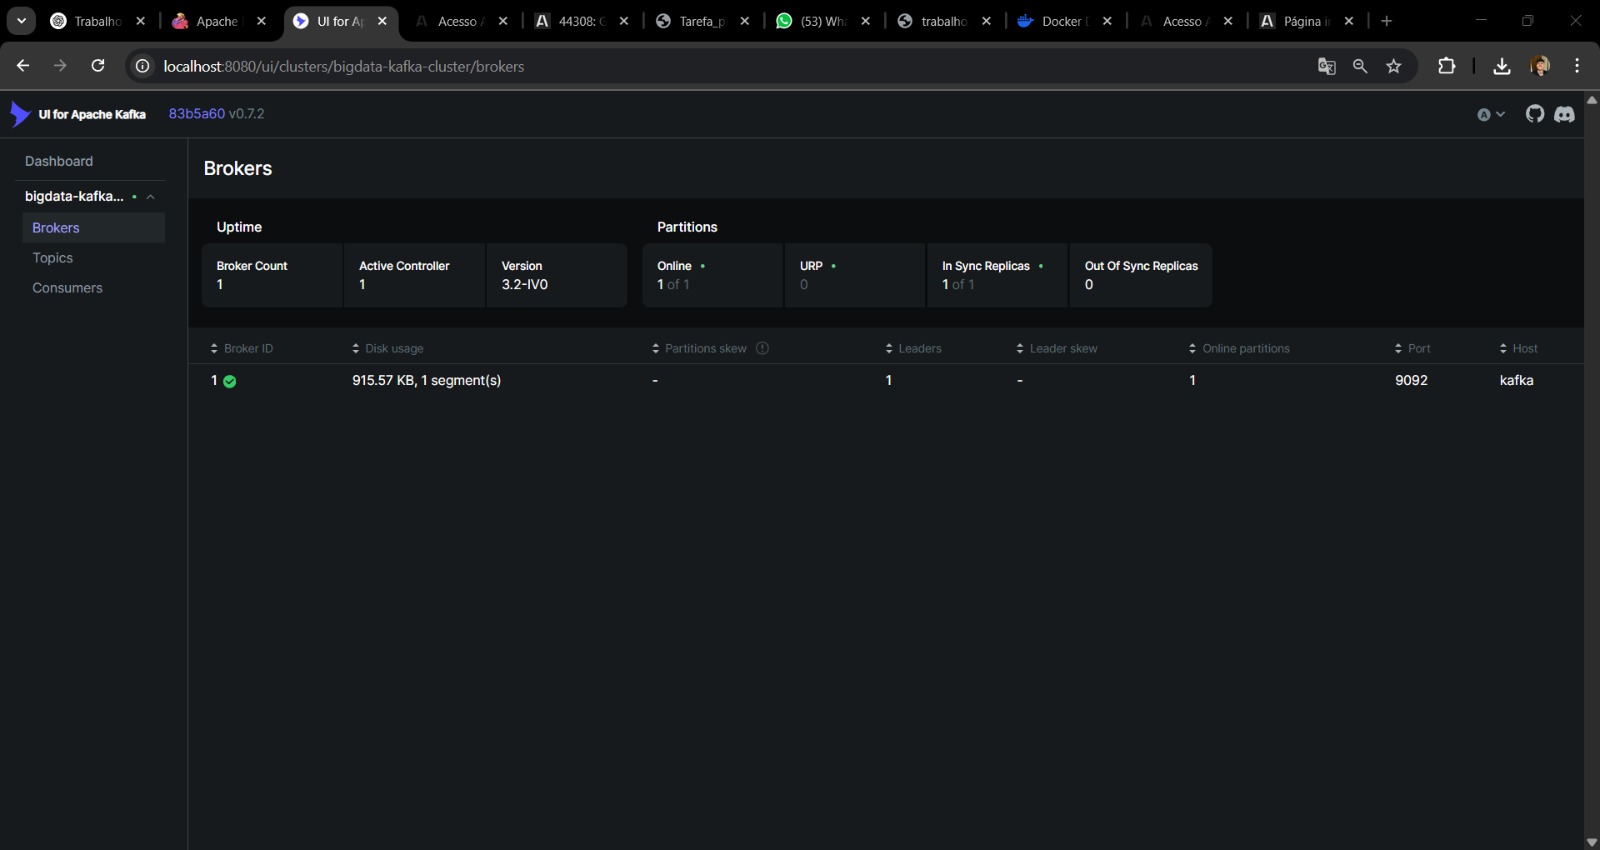 Trabalho
Apache
UI for Ap
Acesso A
44308: G
Tarefa_p
(53) Wh
trabalho
Docker D
Acesso A
Página i
localhost:8080/ui/clusters/bigdata-kafka-cluster/brokers
UI for Apache Kafka 83b5a60 v0.7.2
A
Dashboard
bigdata-kafka...
Brokers
Topics
Consumers
Brokers
Uptime
Broker Count
1
Active Controller
1
Version
3.2-IV0
Partitions
Online
1 of 1
URP
0
In Sync Replicas
1 of 1
Out Of Sync Replicas
0
Broker ID Disk usage Partitions skew Leaders Leader skew Online partitions Port Host
1 915.57 KB, 1 segment(s) - 1 - 1 9092 kafka